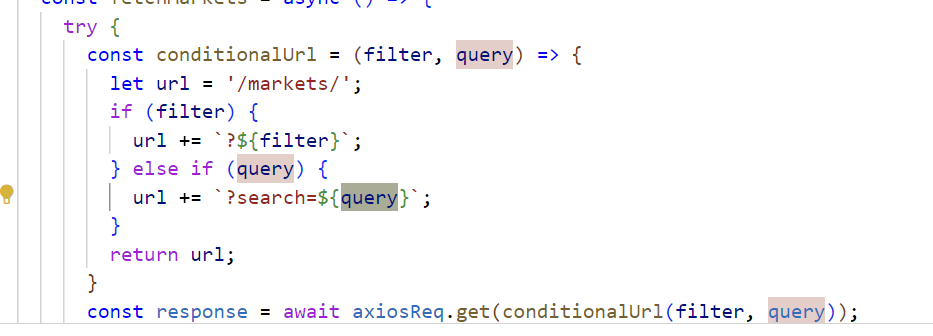 const fetchMarkets = async () => {
try {
const conditionalUrl = (filter, query) => {
let url = '/markets/';
if (filter) {
url += `?${filter}`;
} else if (query) {
url += `?search=${query}`;
}
return url;
}
const response = await axiosReq.get(conditionalUrl(filter, query));